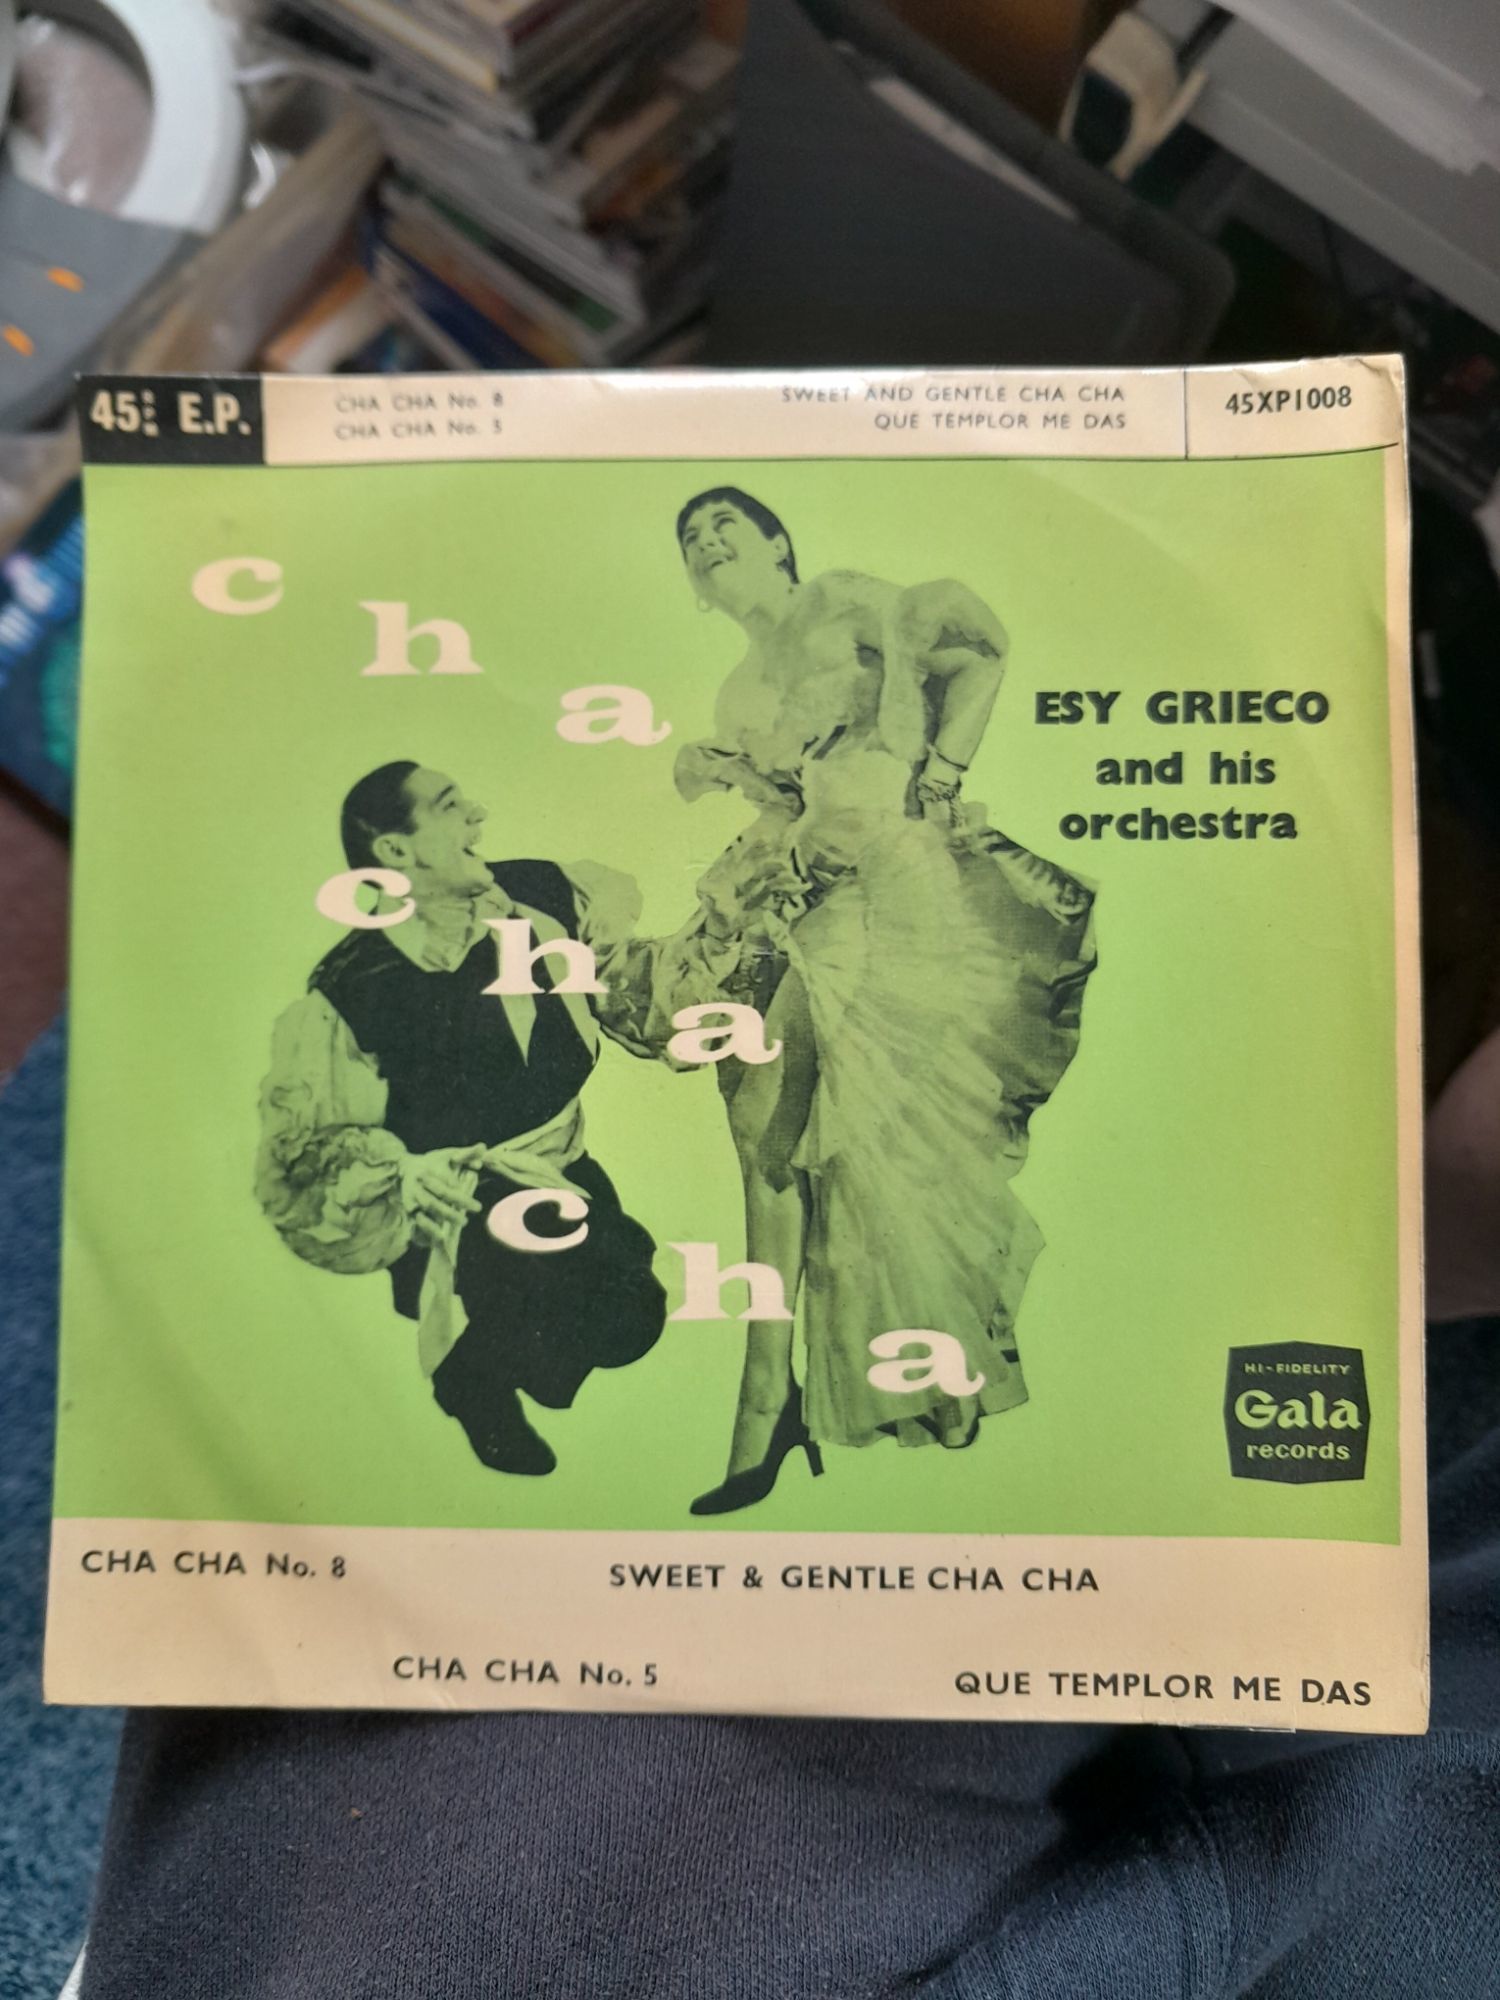 45 R.P.M. E.P.
CHA CHA No. 8
CHA CHA No. 5
SWEET AND GENTLE CHA CHA
QUE TEMPLOR ME DAS
45XP1008
cha
cha
cha
ESY GRIECO
and his
orchestra
HI-FIDELITY
Gala
records
CHA CHA No. 8
SWEET & GENTLE CHA CHA
CHA CHA No. 5
QUE TEMPLOR ME DAS